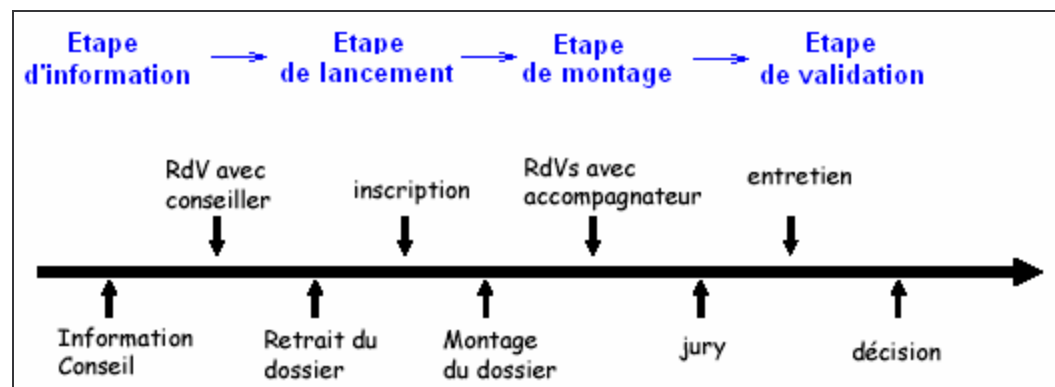 Etape
d'information
Etape
de lancement
Etape
de montage
Etape
de validation
RdV avec
conseiller
inscription
RdVs avec
accompagnateur
entretien
Information
Conseil
Retrait du
dossier
Montage
du dossier
jury
décision